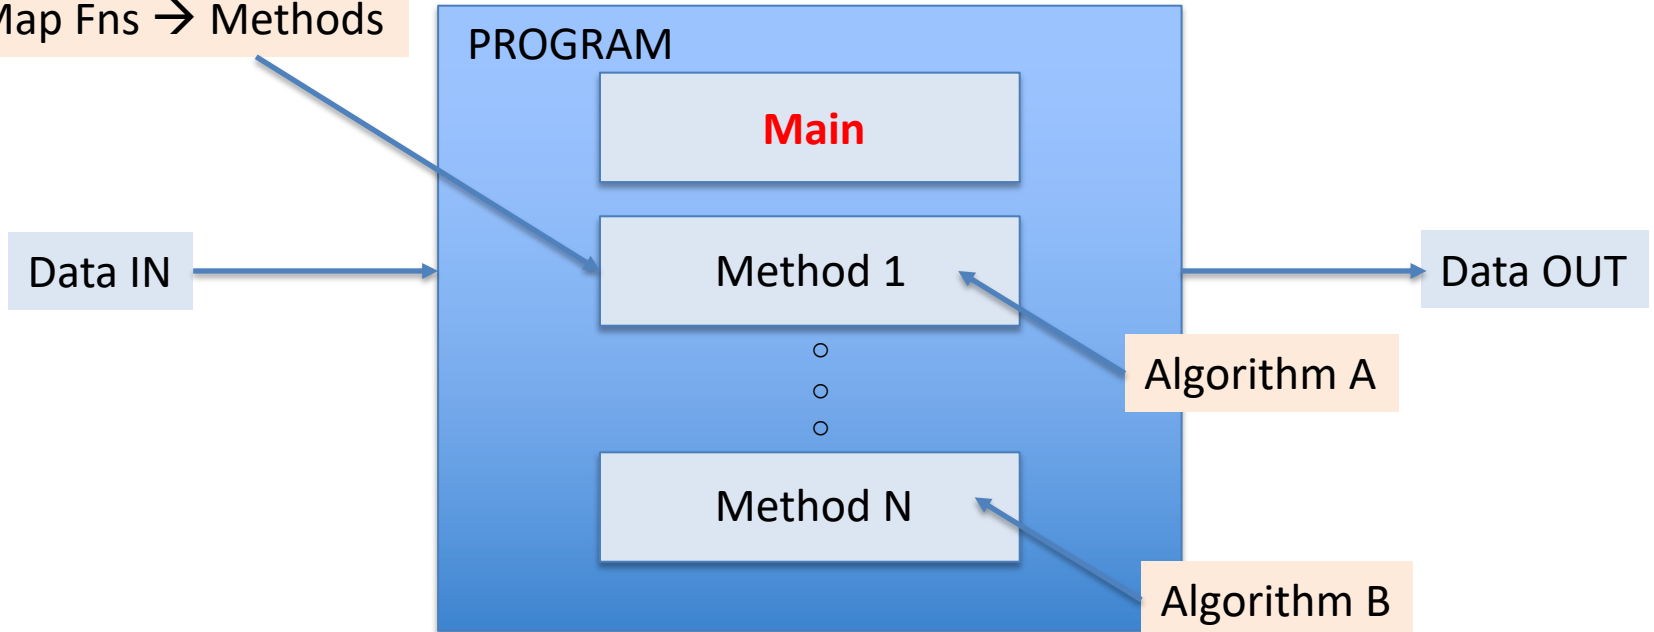 Map Fns → Methods
PROGRAM
Main
Data IN
Method 1
Data OUT
Algorithm A
Method N
Algorithm B